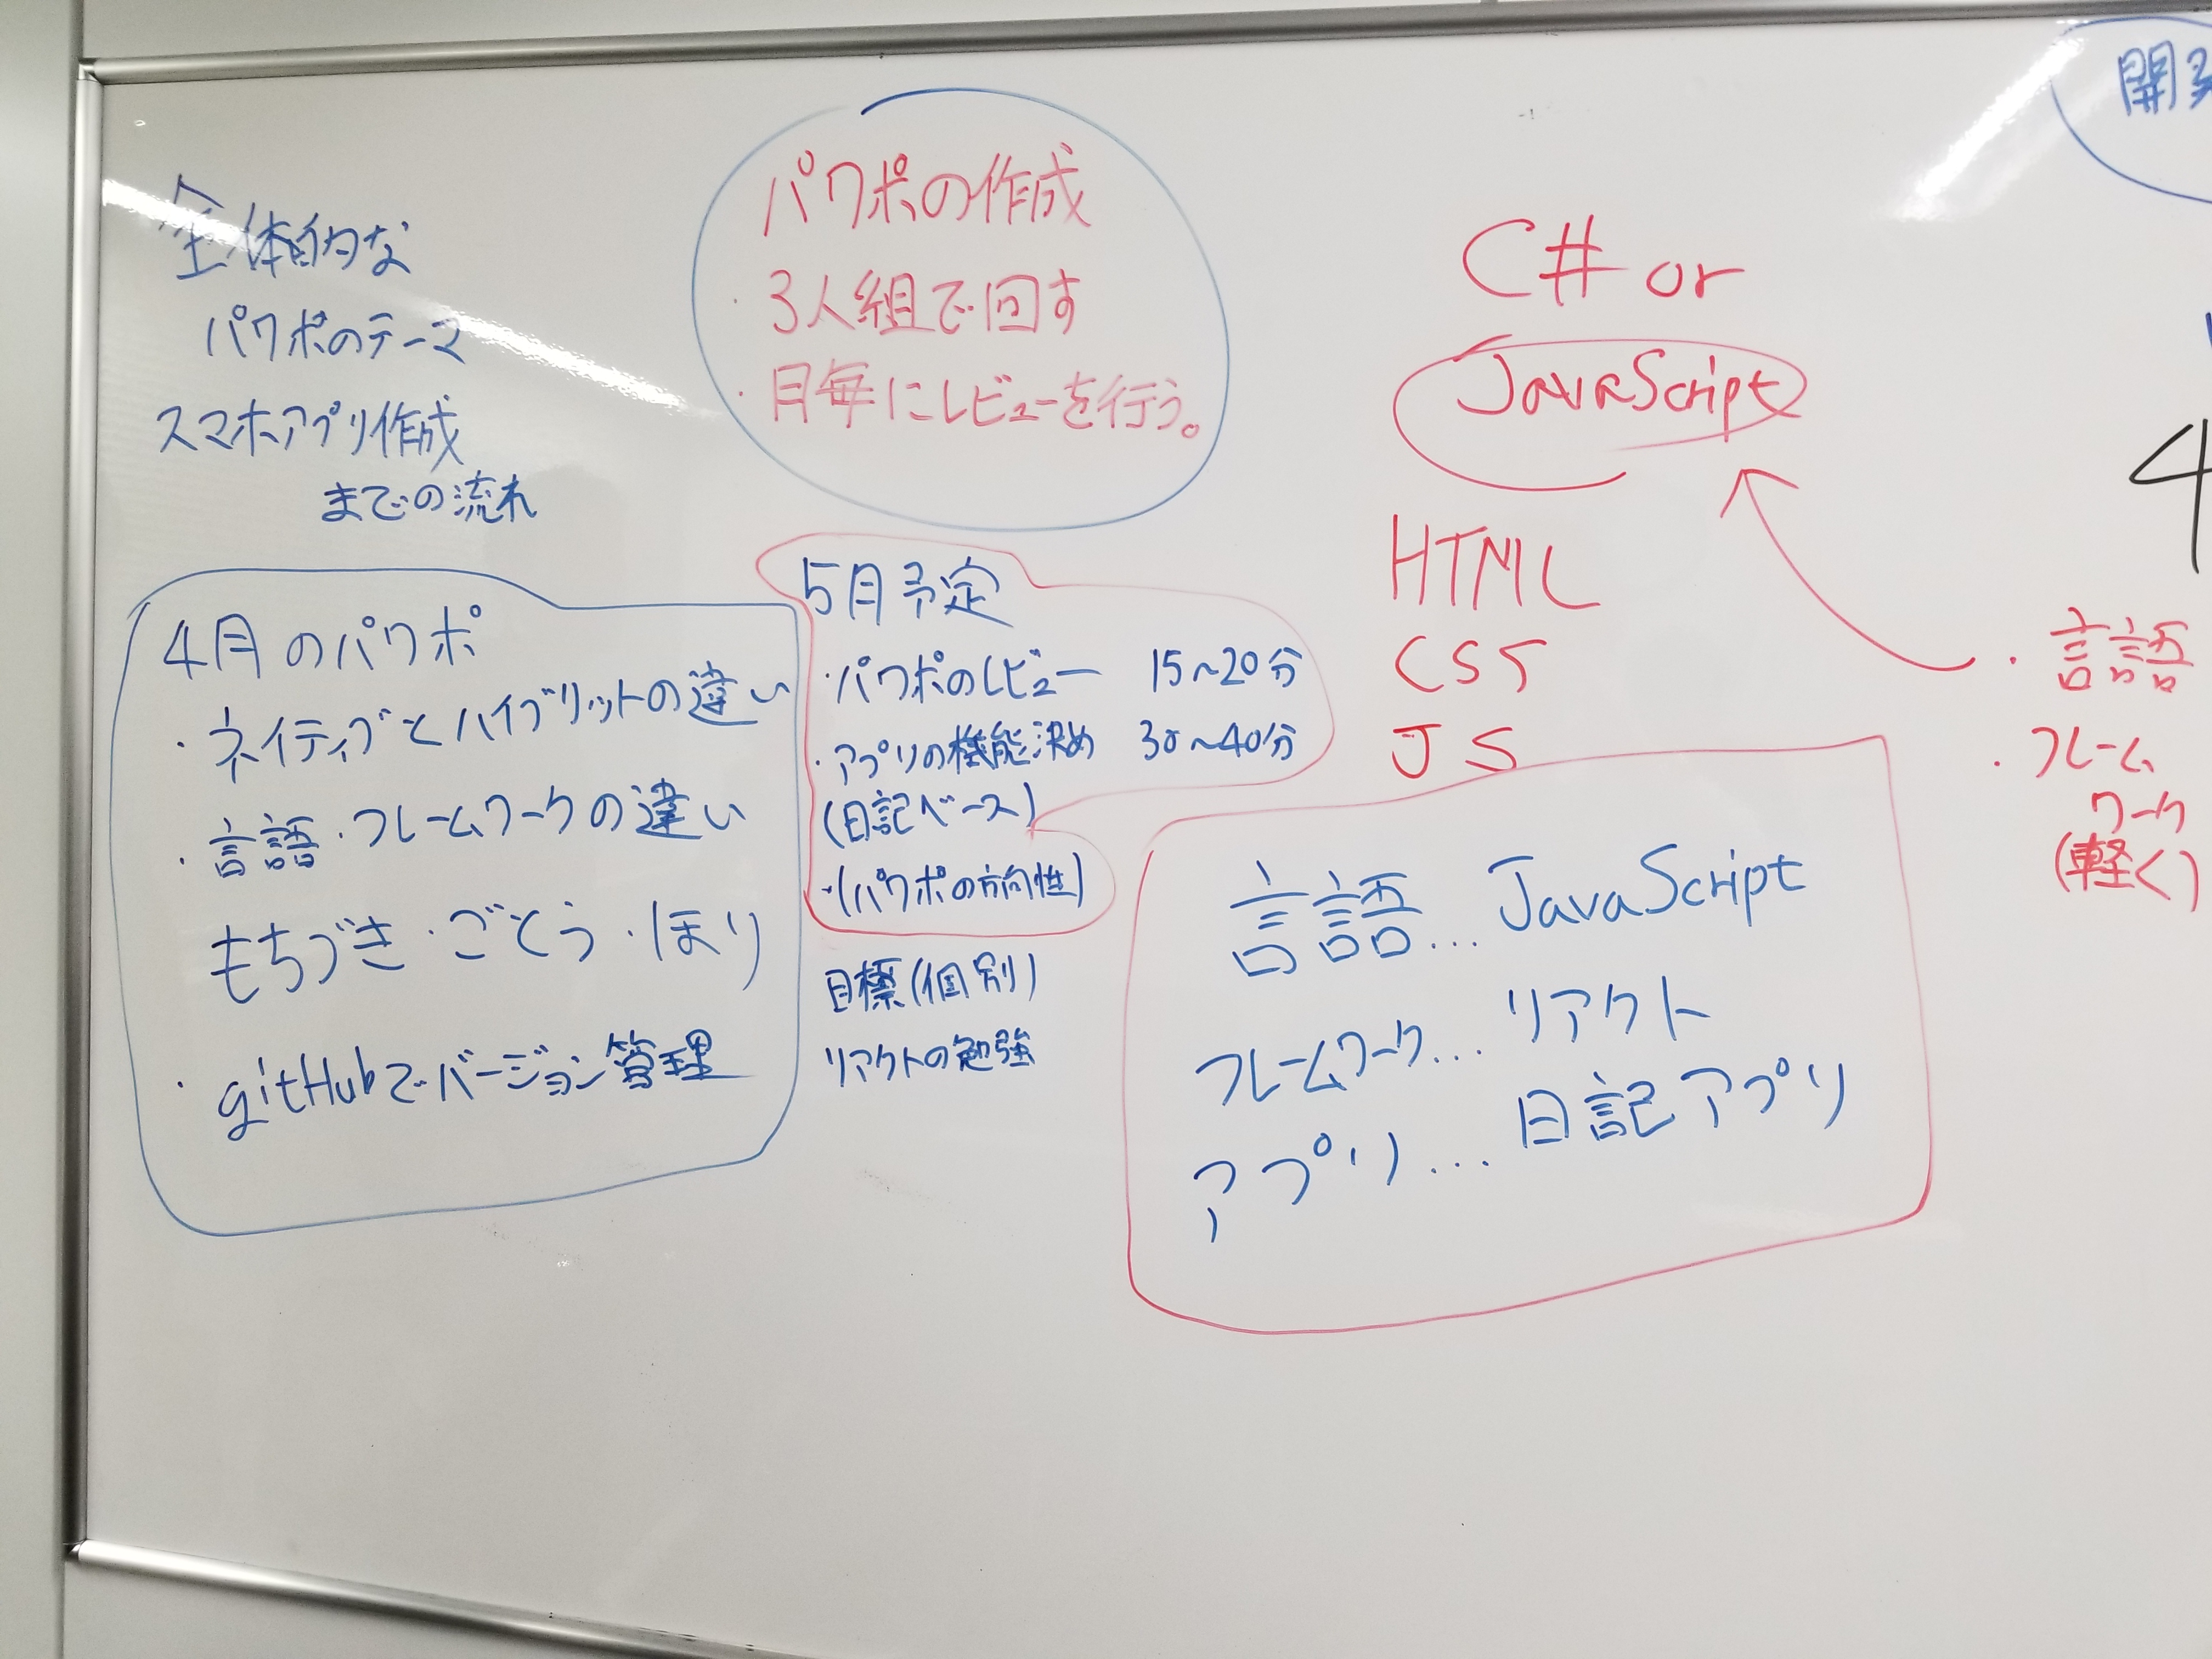 全体的な
パワポのテーマ
スマホアプリ作成
までの流れ
パワポの作成
・3人組で回す
・月毎にレビューを行う。
C# or
JavaScript
HTML
CSS
JS
4月のパワポ
・ネイティブとハイブリットの違い
・言語・フレームワークの違い
もちづき・ごとう・ほり
・gitHubでバージョン管理
5月予定
・パワポのレビュー 15〜20分
・アプリの機能決め 30〜40分
(日記ベース)
・(パワポの方向性)
目標(個別)
リアクトの勉強
言語…JavaScript
フレームワーク…リアクト
アプリ…日記アプリ
開
4
・言語
・フレーム
ワーク
(軽く)